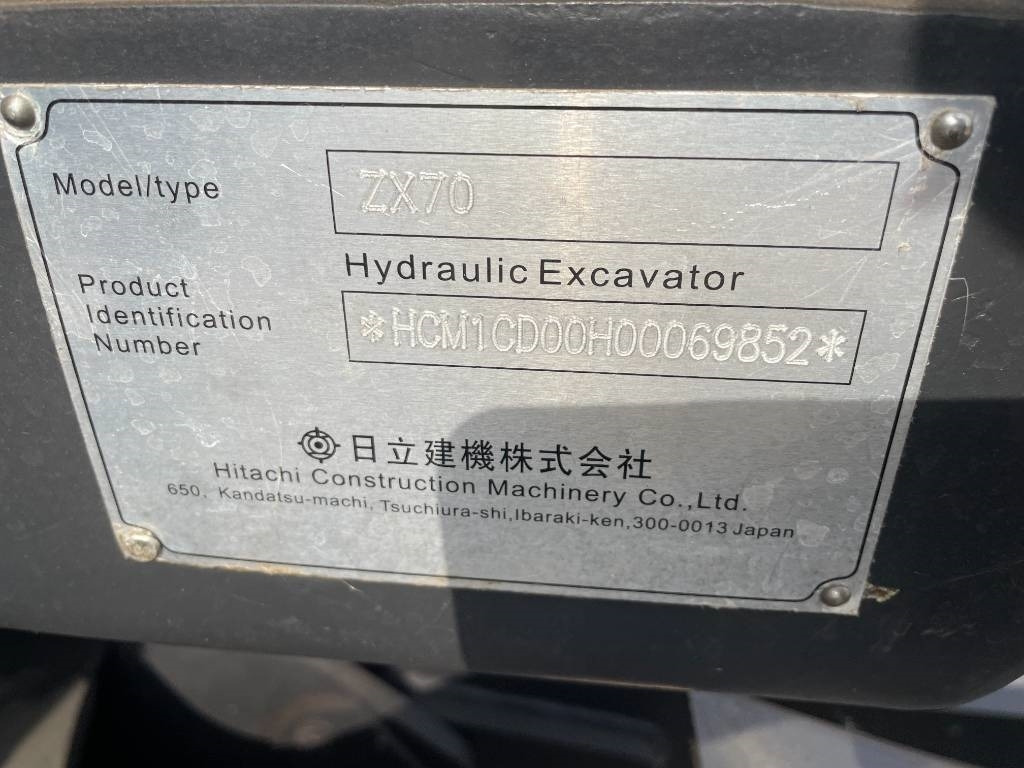 Model/type
ZX70
Hydraulic Excavator
Product
Identification
Number
*HCM1CD00H00069852*
日立建機株式会社
Hitachi Construction Machinery Co.,Ltd.
650, Kandatsu-machi, Tsuchiura-shi,Ibaraki-ken,300-0013 Japan